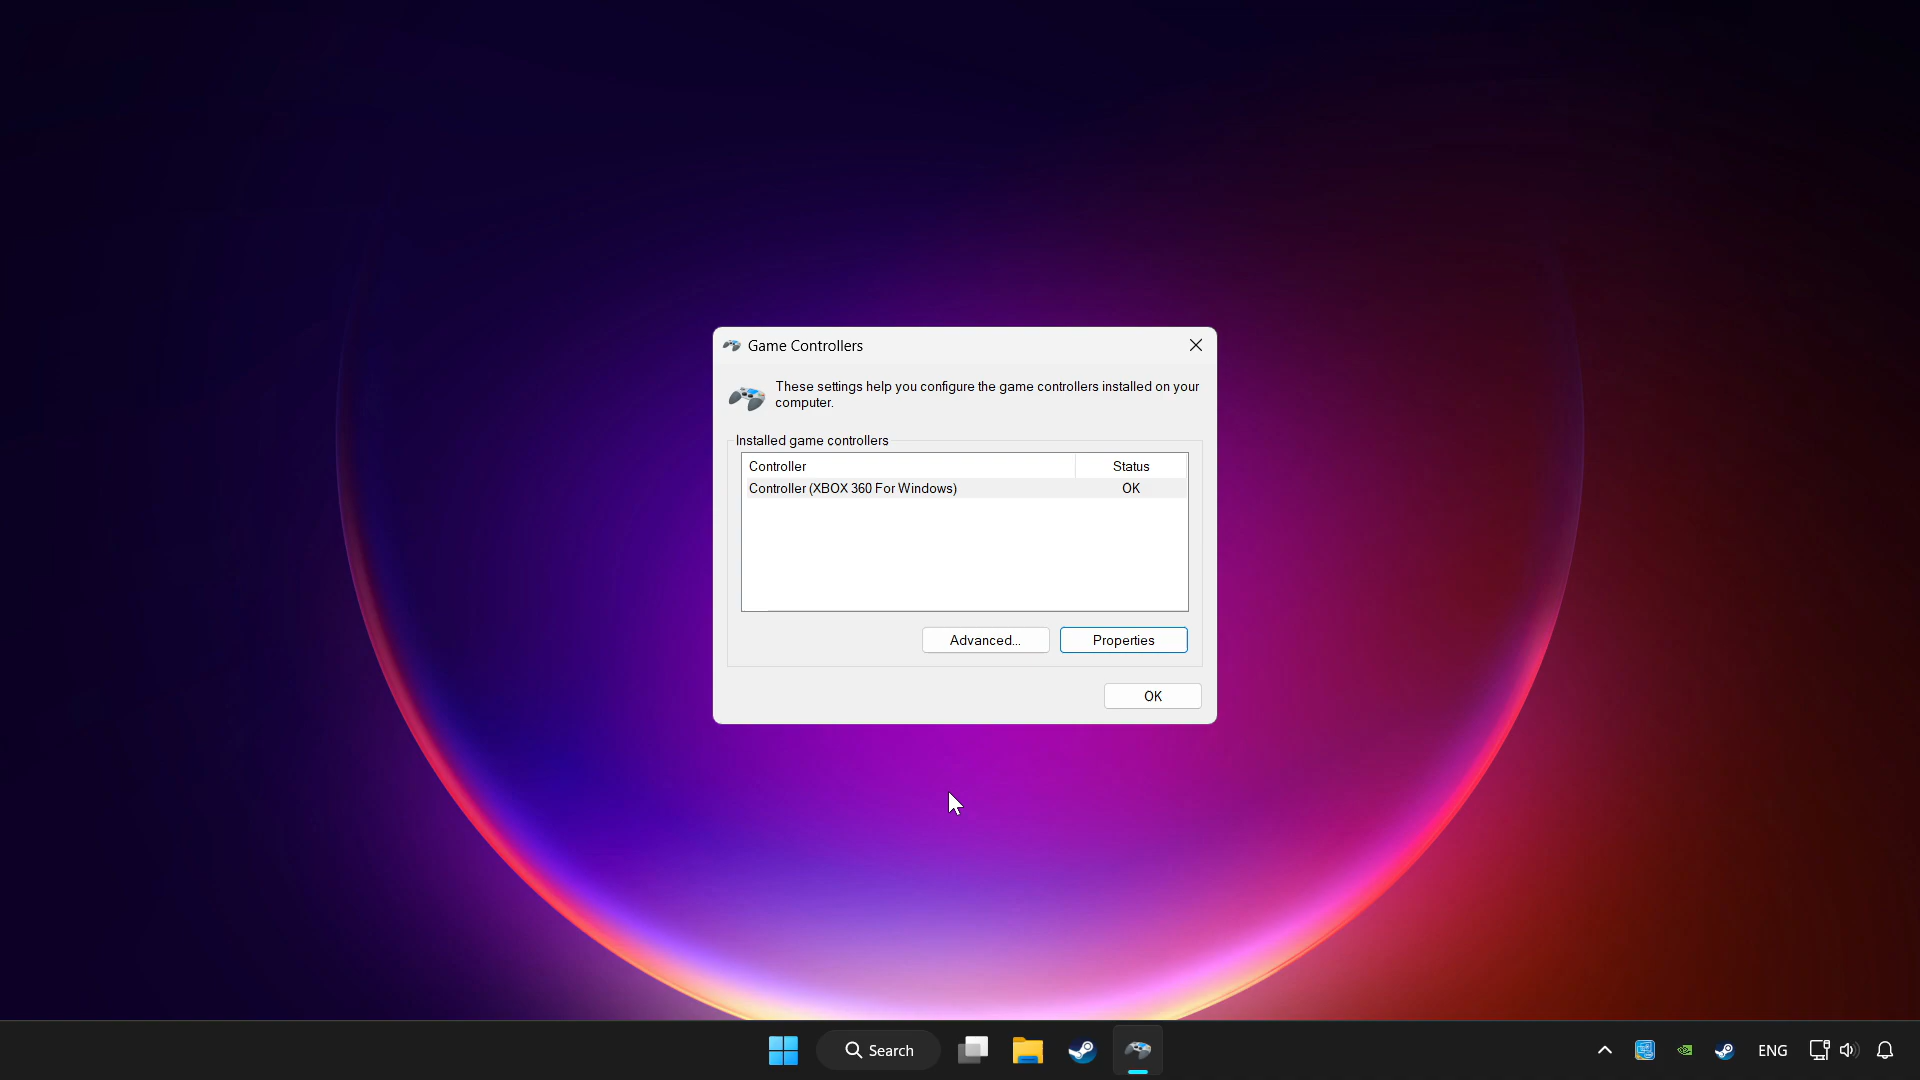 Game Controllers
These settings help you configure the game controllers installed on your
computer.
Installed game controllers
Controller Status
Controller (XBOX 360 For Windows) OK
Advanced... Properties
OK
Search ENG